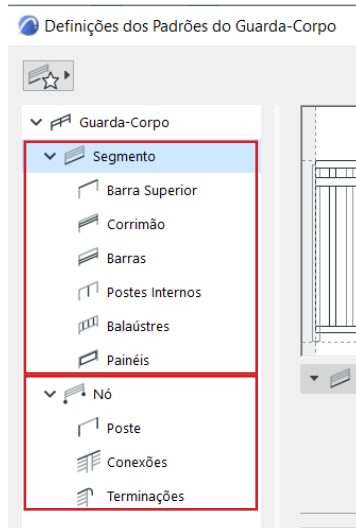 Definições dos Padrões do Guarda-Corpo
Guarda-Corpo
Segmento
Barra Superior
Corrimão
Barras
Postes Internos
Balaústres
Painéis
Nó
Poste
Conexões
Terminações